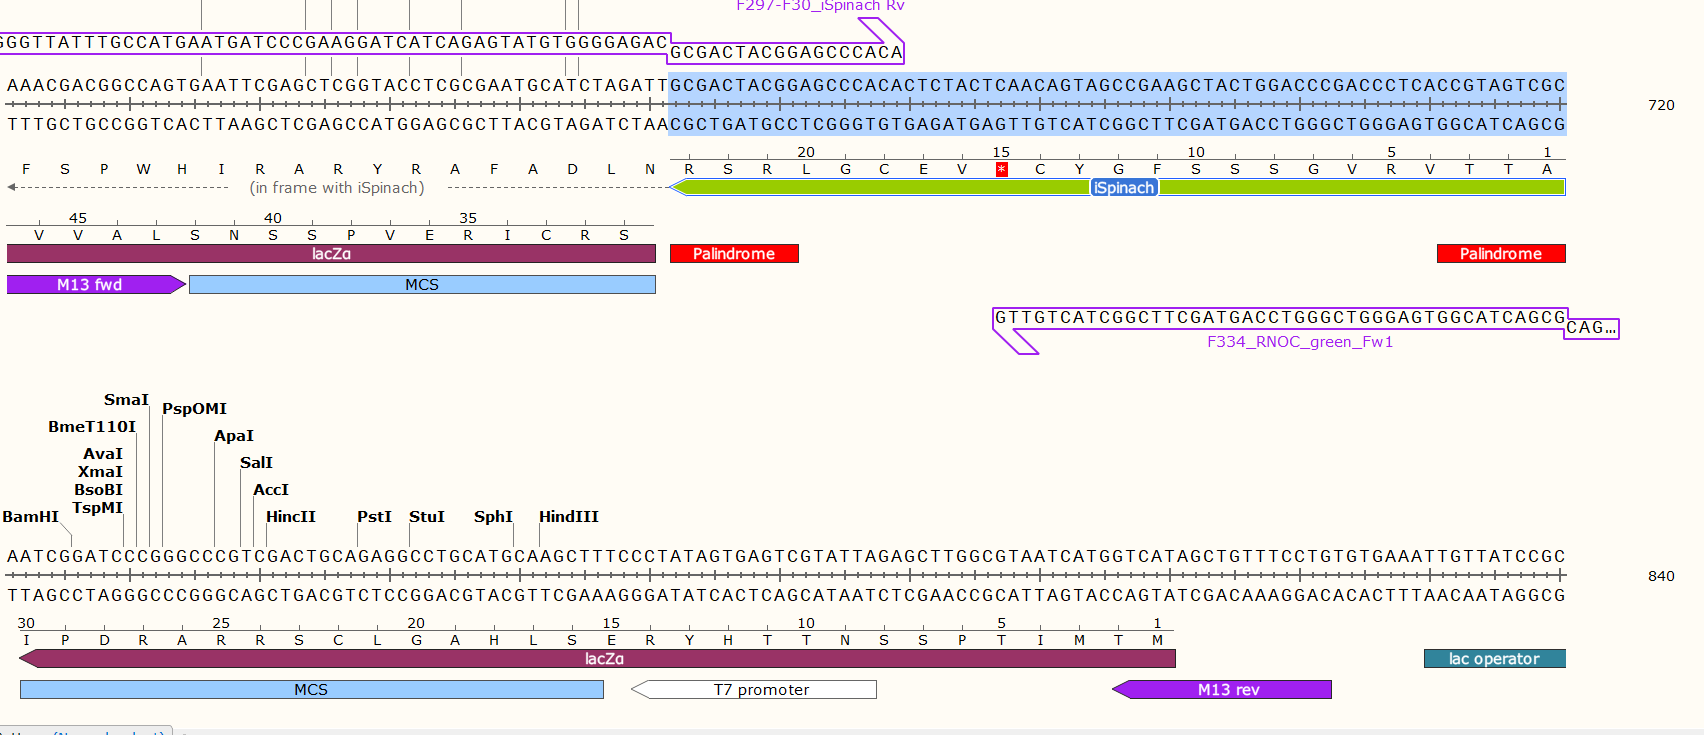 F297-F30_iSpinach Rv
GGGTTATTTGCCATGAATGATCCCGAAGGATCATCAGAGTATGTGGGGAGAC
GCGACTACGGAGCCCACA
AAACGACGGCCAGTGAATTCGAGCTCGGTACCTCGCGAATGCATCTAGATTGCGACTACGGAGCCCACACTCTACTCAACAGTAGCCGAAGCTACTGGACCCGACCCTCACCGTAGTCGC
720
TTTGCTGCCGGTCACTTAAGCTCGAGCCATGGAGCGCTTACGTAGATCTAACGCTGATGCCTCGGGTGTGAGATGAGTTGTCATCGGCTTCGATGACCTGGGCTGGGAGTGGCATCAGCG
20 15 10 5 1
F S P W H I R A R Y R A F A D L N R S R L G C E V * C Y G F S S S G V R V T T A
(in frame with iSpinach) iSpinach
45 40 35
V V A L S N S S P V E R I C R S
lacZα Palindrome Palindrome
M13 fwd MCS
GTTGTCATCGGCTTCGATGACCTGGGCTGGGAGTGGCATCAGCG
CAG...
F334_RNOC_green_Fw1
SmaI
PspOMI
BmeT110I
ApaI
AvaI
SalI
XmaI
BsoBI AccI
TspMI
BamHI HincII PstI StuI SphI HindIII
AATCGGATCCCGGGCCCGTCGACTGCAGAGGCCTGCATGCAAGCTTTCCCTATAGTGAGTCGTATTAGAGCTTGGCGTAATCATGGTCATAGCTGTTTCCTGTGTGAAATTGTTATCCGC
840
TTAGCCTAGGGCCCGGGCAGCTGACGTCTCCGGACGTACGTTCGAAAGGGATATCACTCAGCATAATCTCGAACCGCATTAGTACCAGTATCGACAAAGGACACACTTTAACAATAGGCG
30 25 20 15 10 5 1
I P D R A R R S C L G A H L S E R Y H T T N S S P T I M T M
lacZα lac operator
MCS T7 promoter M13 rev